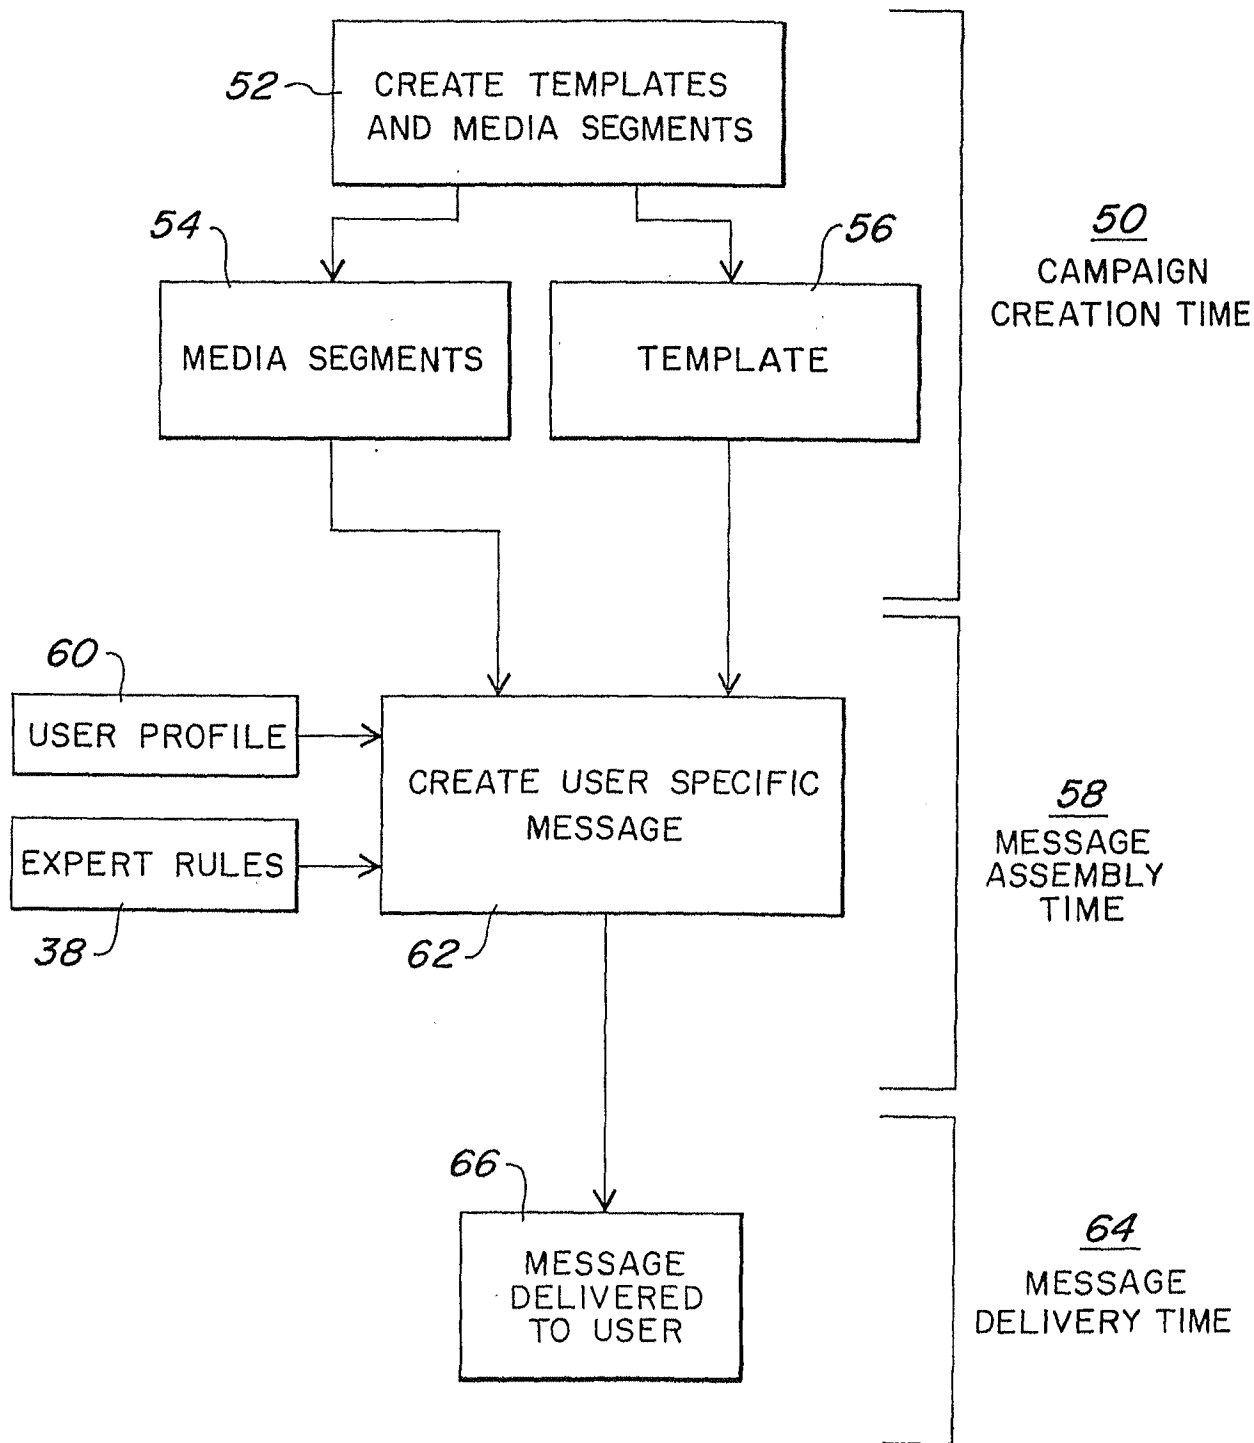 52
CREATE TEMPLATES
AND MEDIA SEGMENTS
54
56
50
CAMPAIGN
CREATION TIME
MEDIA SEGMENTS
TEMPLATE
60
USER PROFILE
EXPERT RULES
38
CREATE USER SPECIFIC
MESSAGE
62
58
MESSAGE
ASSEMBLY
TIME
66
MESSAGE
DELIVERED
TO USER
64
MESSAGE
DELIVERY TIME